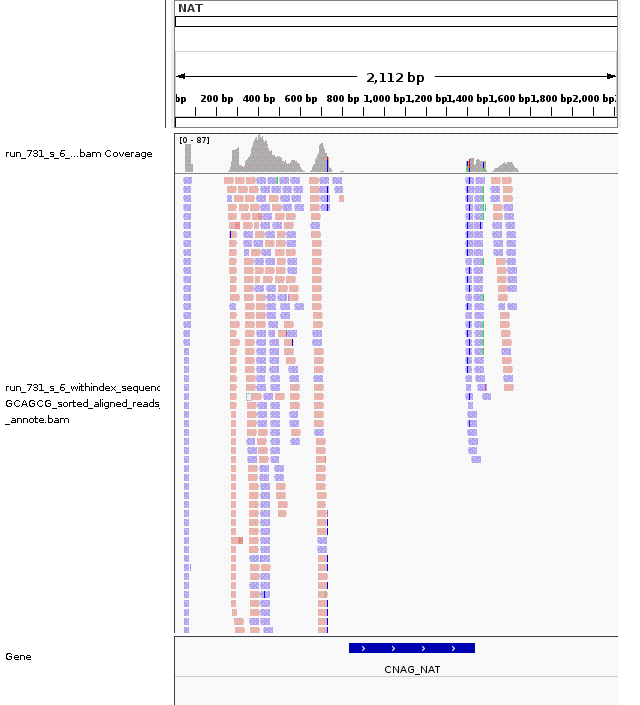 NAT
2,112 bp
bp 200 bp 400 bp 600 bp 800 bp 1,000 bp 1,200 bp 1,400 bp 1,600 bp 1,800 bp 2,000 bp
[0 - 87]
run_731_s_6_...bam Coverage
run_731_s_6_withindex_sequenc
GCAGCG_sorted_aligned_reads_
_annote.bam
Gene
CNAG_NAT